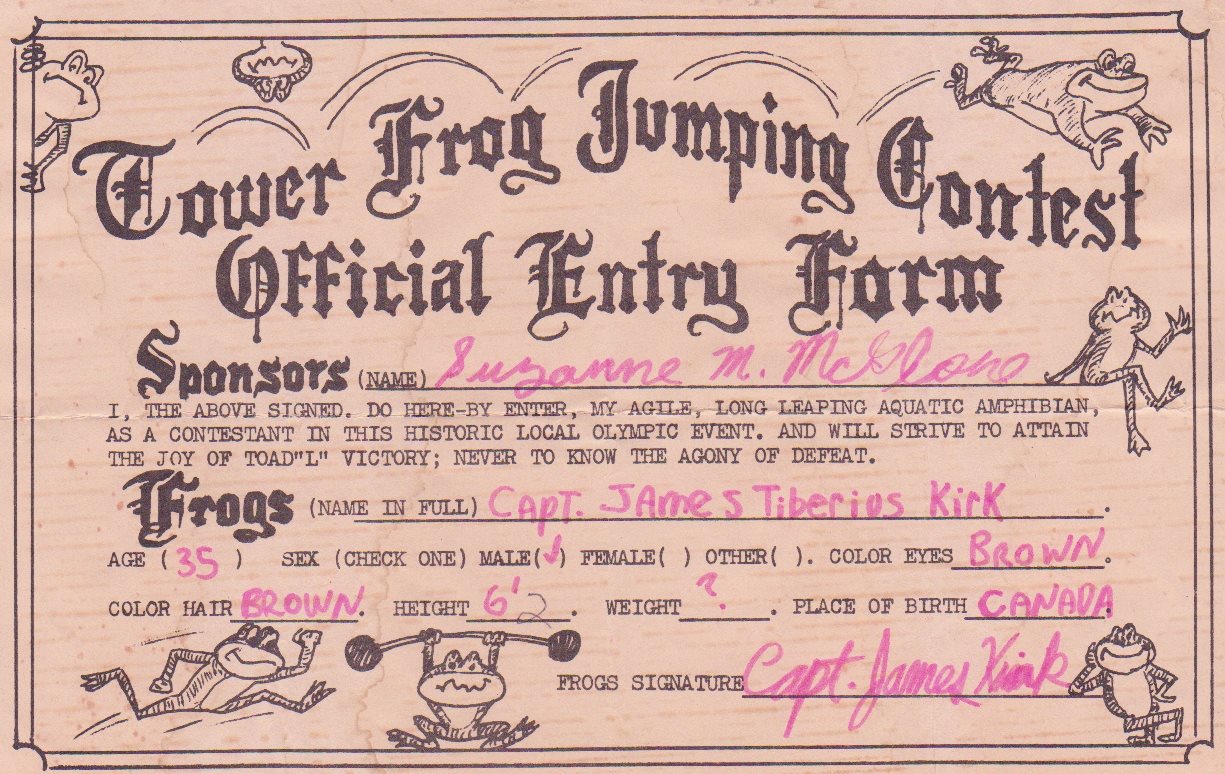 Tower Frog Jumping Contest
Official Entry Form
Sponsors (NAME) Suzanne M. McGlone
I, THE ABOVE SIGNED. DO HERE-BY ENTER, MY AGILE, LONG LEAPING AQUATIC AMPHIBIAN,
AS A CONTESTANT IN THIS HISTORIC LOCAL OLYMPIC EVENT. AND WILL STRIVE TO ATTAIN
THE JOY OF TOAD"L" VICTORY; NEVER TO KNOW THE AGONY OF DEFEAT.
Frogs (NAME IN FULL) CAPT. JAMES TIBERIUS KIRK.
AGE (35) SEX (CHECK ONE) MALE(✓) FEMALE( ) OTHER( ). COLOR EYES BROWN.
COLOR HAIR BROWN. HEIGHT 6'2. WEIGHT ?. PLACE OF BIRTH CANADA.
FROGS SIGNATURE Capt. James Kirk